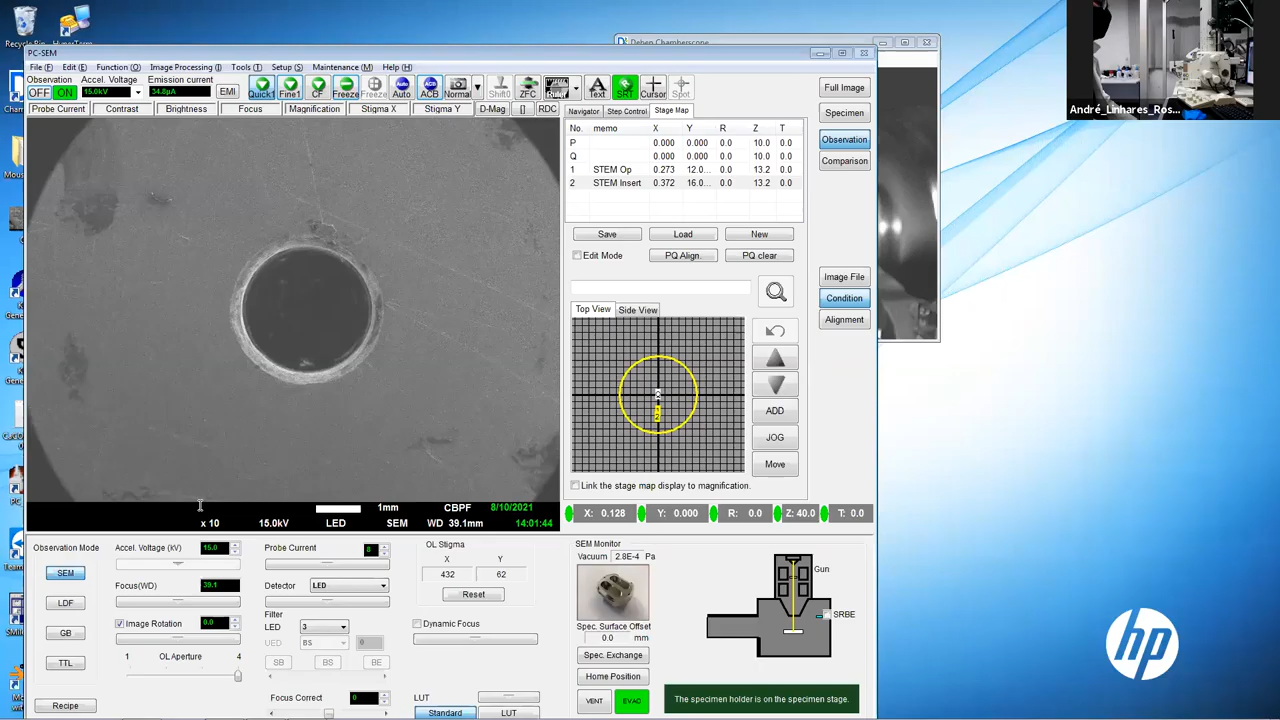 Recycle Bin
HyperTerm
Deben Chamberscope
PC-SEM
File (F) Edit (E) Function (O) Image Processing (I) Tools (T) Setup (S) Maintenance (M) Help (H)
Observation Accel. Voltage Emission current
OFF ON 15.0kV 34.8µA EMI
Quick1 Fine1 CF Freeze Freeze Auto ACB Normal Shift0 ZFC Ruler Text SRT Cursor Spot
Probe Current Contrast Brightness Focus Magnification Stigma X Stigma Y D-Mag [] RDC
André_Linhares_Ros...
Full Image
Specimen
Observation
Comparison
Image File
Condition
Alignment
Navigator Step Control Stage Map
No. memo X Y R Z T
P 0.000 0.000 0.0 10.0 0.0
Q 0.000 0.000 0.0 10.0 0.0
1 STEM Op 0.273 12.0... 0.0 13.2 0.0
2 STEM Insert 0.372 16.0... 0.0 13.2 0.0
Save Load New
Edit Mode PQ Align. PQ clear
Top View Side View
ADD
JOG
Move
Link the stage map display to magnification.
X: 0.128 Y: 0.000 R: 0.0 Z: 40.0 T: 0.0
1mm CBPF 8/10/2021
x 10 15.0kV LED SEM WD 39.1mm 14:01:44
Observation Mode
SEM
LDF
GB
TTL
Recipe
Accel. Voltage (kV) 15.0
Focus(WD) 39.1
Image Rotation 0.0
1 OL Aperture 4
Probe Current 8
Detector LED
Filter
LED 3
UED BS 0
SB BS BE
Focus Correct 0
OL Stigma
X Y
432 62
Reset
Dynamic Focus
LUT
Standard LUT
SEM Monitor
Vacuum 2.8E-4 Pa
Spec. Surface Offset
0.0 mm
Spec. Exchange
Home Position
VENT EVAC
Gun
SRBE
The specimen holder is on the specimen stage.
hp